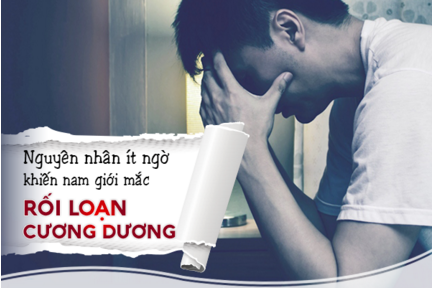 Nguyên nhân ít ngờ
khiến nam giới mắc
RỐI LOẠN
CƯƠNG DƯƠNG